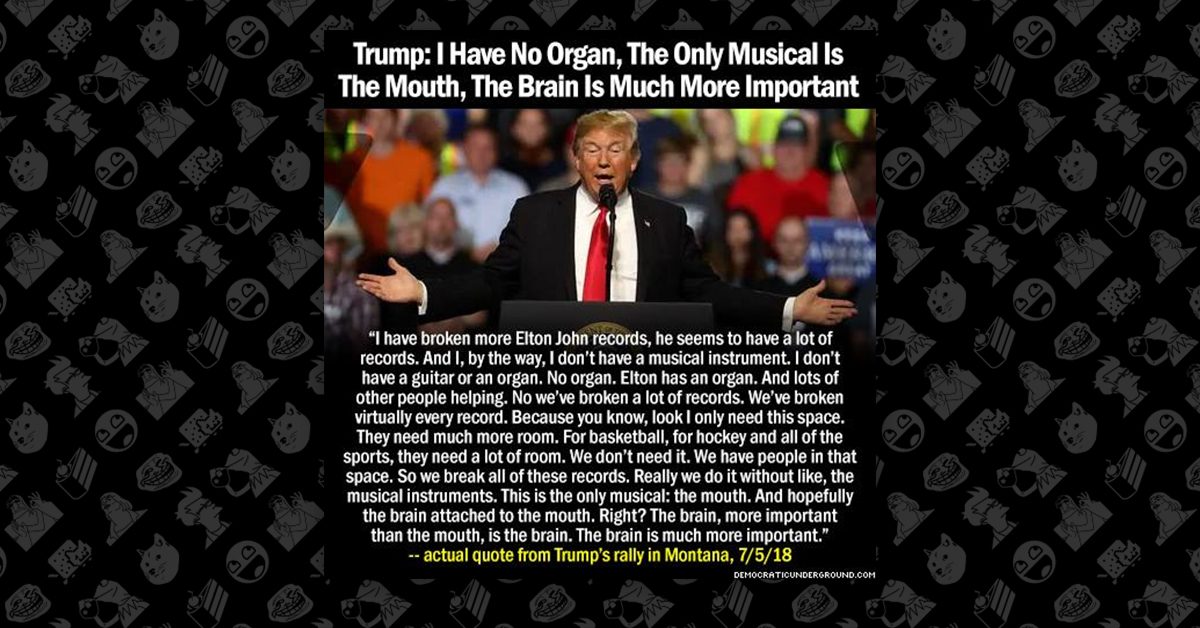 Trump: I Have No Organ, The Only Musical Is
The Mouth, The Brain Is Much More Important
“I have broken more Elton John records, he seems to have a lot of
records. And I, by the way, I don’t have a musical instrument. I don’t
have a guitar or an organ. No organ. Elton has an organ. And lots of
other people helping. No we’ve broken a lot of records. We’ve broken
virtually every record. Because you know, look I only need this space.
They need much more room. For basketball, for hockey and all of the
sports, they need a lot of room. We don’t need it. We have people in that
space. So we break all of these records. Really we do it without like, the
musical instruments. This is the only musical: the mouth. And hopefully
the brain attached to the mouth. Right? The brain, more important
than the mouth, is the brain. The brain is much more important.”
-- actual quote from Trump’s rally in Montana, 7/5/18
DEMOCRATICUNDERGROUND.COM